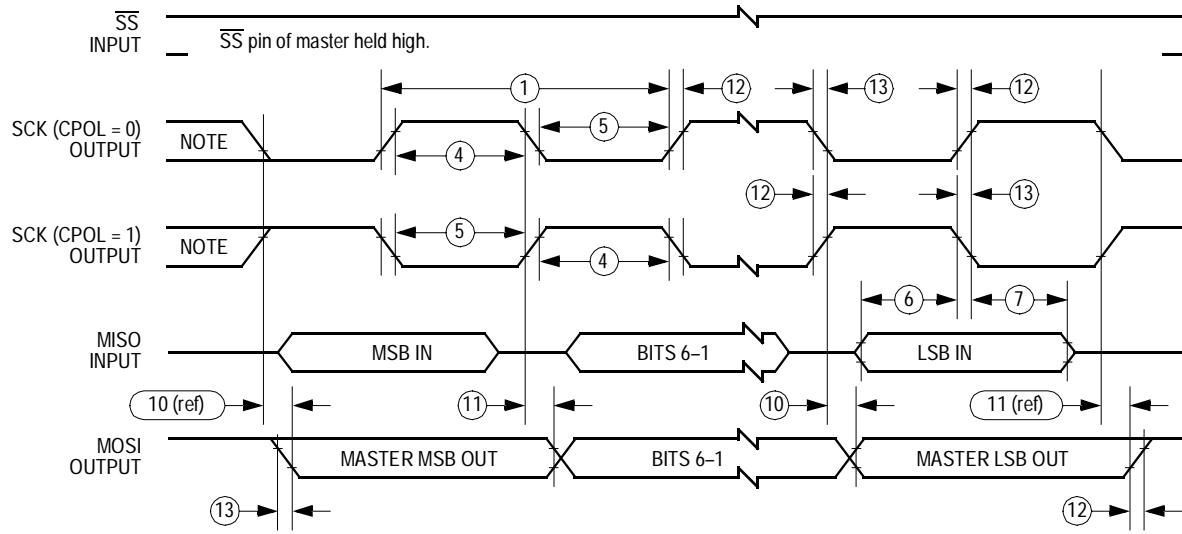 SS
INPUT
SS pin of master held high.
1
12
13
12
SCK (CPOL = 0)
OUTPUT
NOTE
5
4
12
13
SCK (CPOL = 1)
OUTPUT
NOTE
5
4
6
7
MISO
INPUT
MSB IN
BITS 6–1
LSB IN
10 (ref)
11
10
11 (ref)
MOSI
OUTPUT
MASTER MSB OUT
BITS 6–1
MASTER LSB OUT
13
12